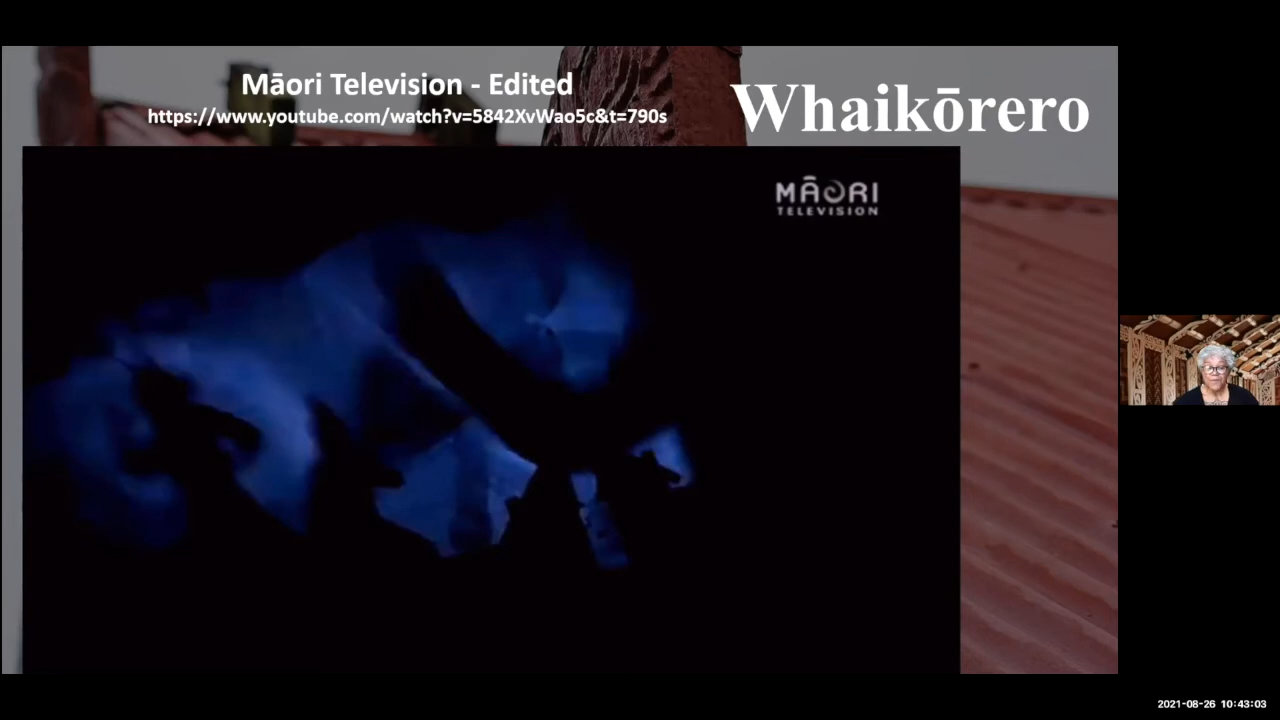 Māori Television - Edited
https://www.youtube.com/watch?v=5842XvWao5c&t=790s
Whaikōrero
MĀORI
TELEVISION
2021-08-26 10:43:03